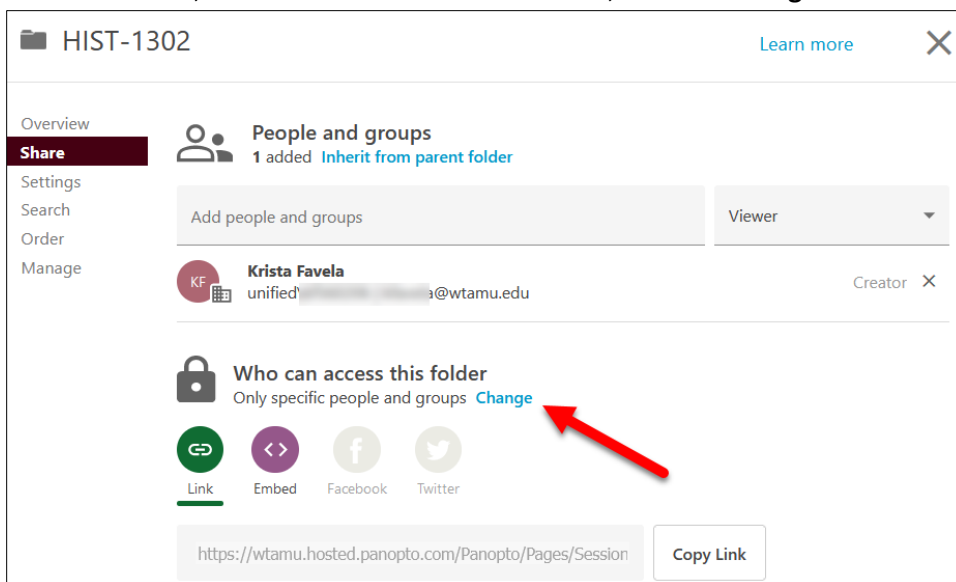 HIST-1302
Learn more
Overview
Share
Settings
Search
Order
Manage
People and groups
1 added Inherit from parent folder
Add people and groups
Viewer
KF
Krista Favela
unified\
@wtamu.edu
Creator
Who can access this folder
Only specific people and groups Change
Link
Embed
Facebook
Twitter
https://wtamu.hosted.panopto.com/Panopto/Pages/Session
Copy Link